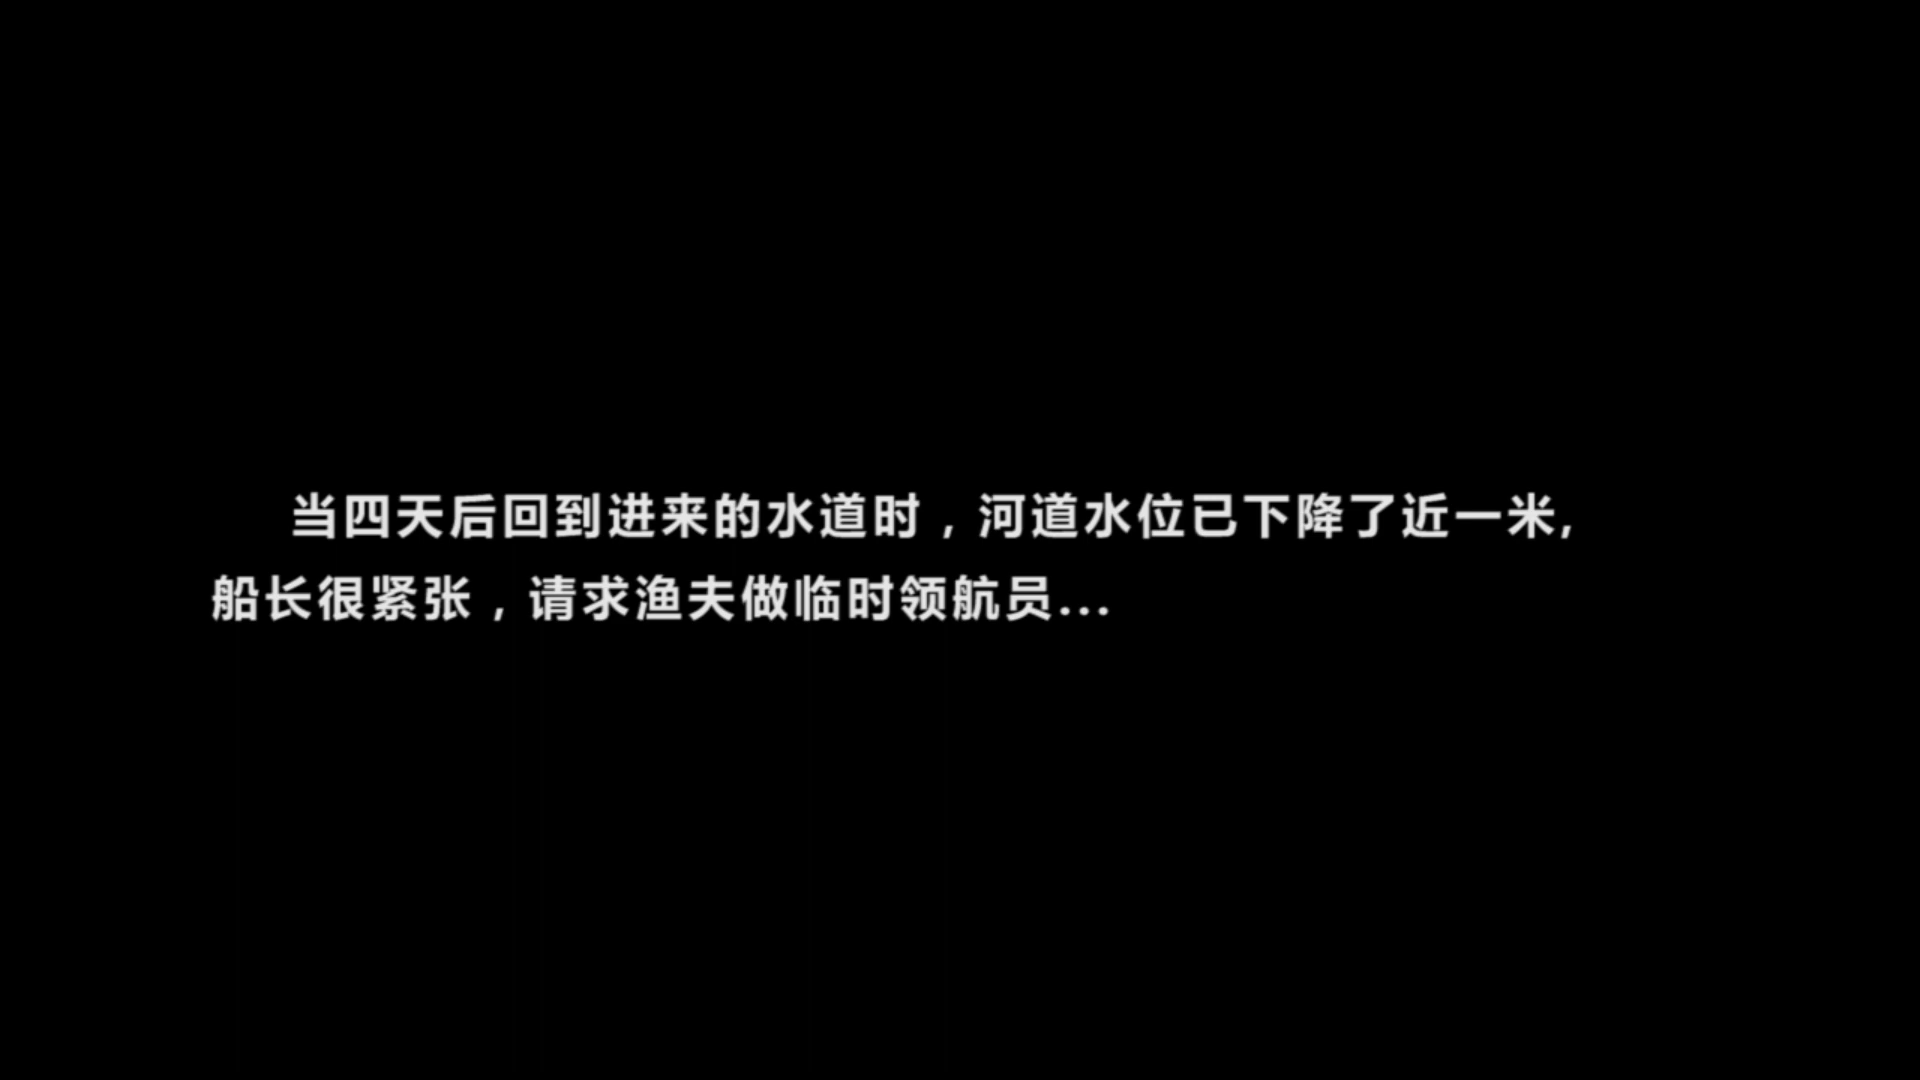 当四天后回到进来的水道时，河道水位已下降了近一米,
船长很紧张，请求渔夫做临时领航员...